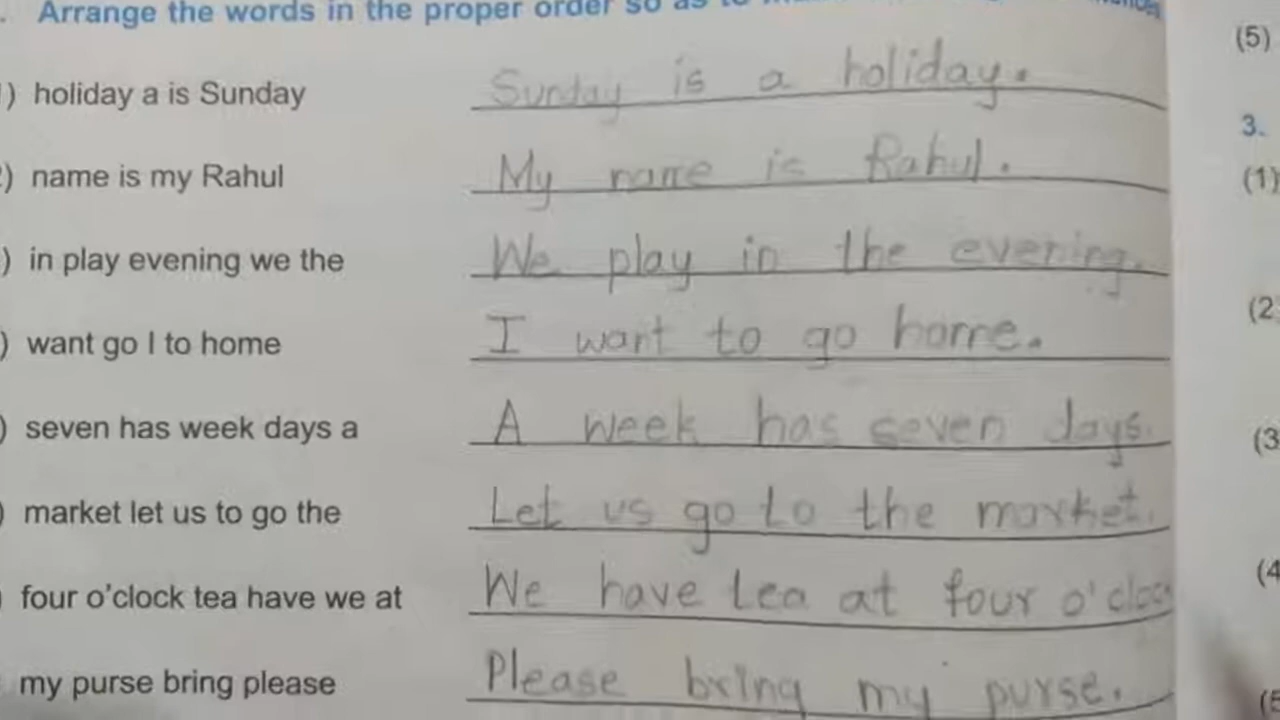 Arrange the words in the proper order so as to
(5)
) holiday a is Sunday Sunday is a holiday.
3.
) name is my Rahul My name is Rahul.
(1)
) in play evening we the We play in the evening.
(2
) want go I to home I want to go home.
) seven has week days a A week has seven days.
(3
) market let us to go the Let us go to the market.
four o'clock tea have we at We have tea at four o'cloc
(4
my purse bring please Please bring my purse.
(5